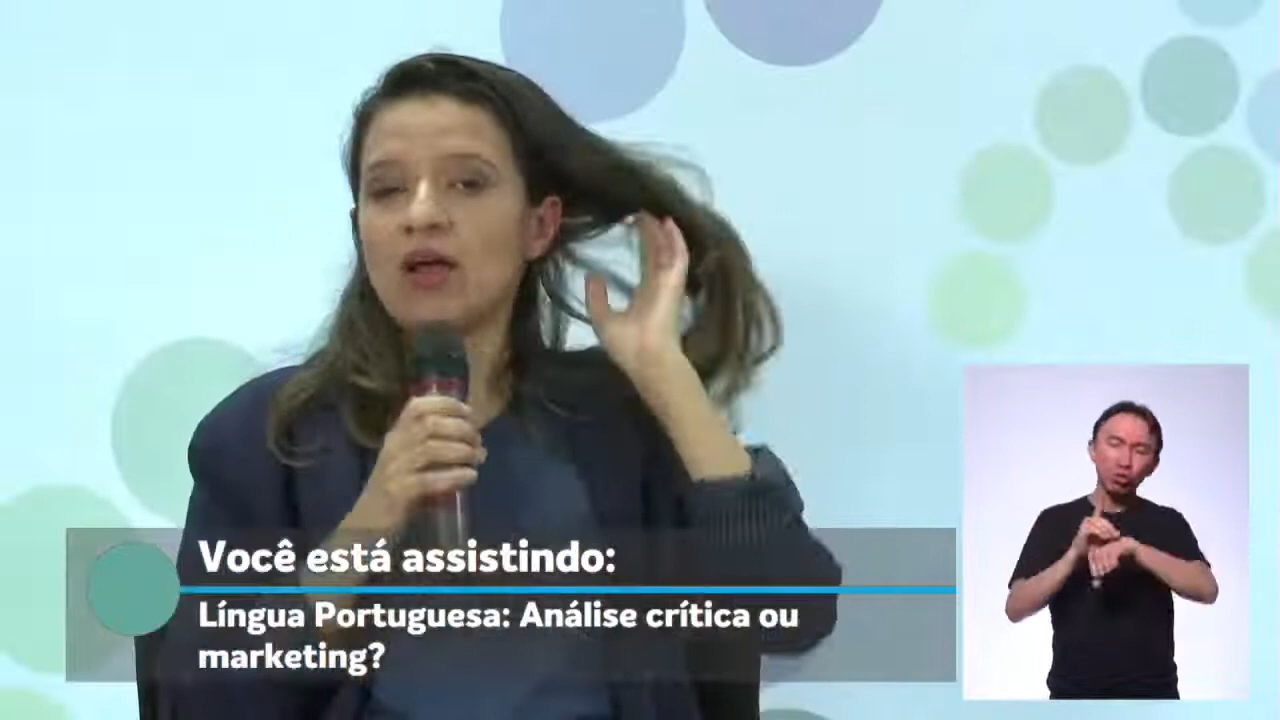 Você está assistindo:
Língua Portuguesa: Análise crítica ou
marketing?